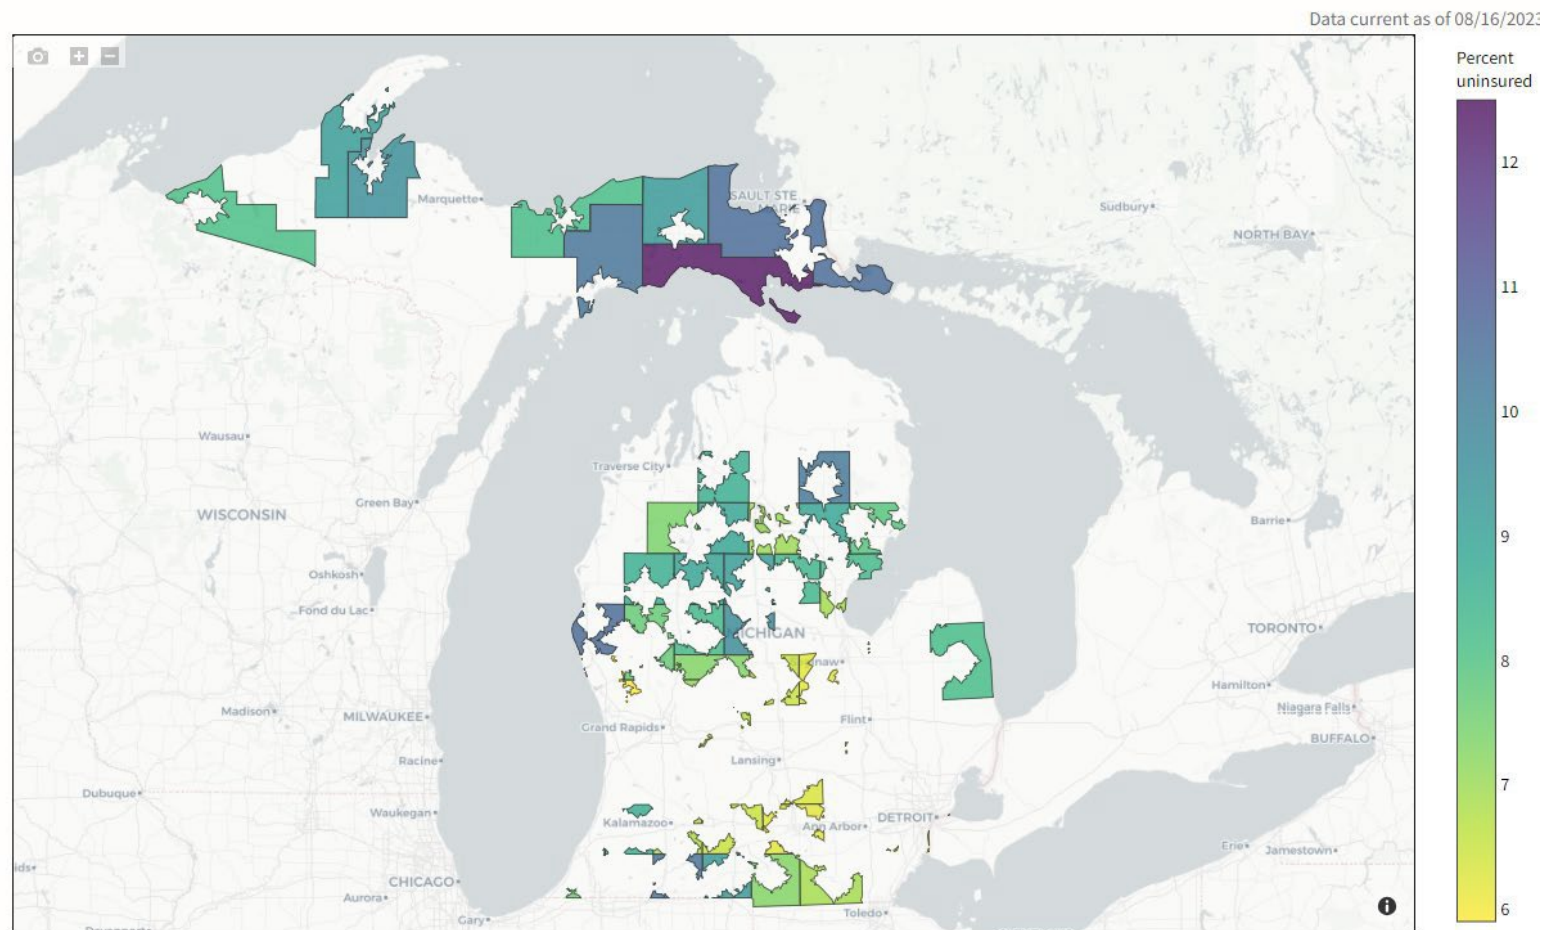 Data current as of 08/16/2023
Percent
uninsured
12
11
10
9
8
7
6
Marquette
SAULT STE
MARIE
Sudbury
NORTH BAY
Wausau
Traverse City
Green Bay
WISCONSIN
Barrie
Oshkosh
Fond du Lac
MICHIGAN
TORONTO
naw
Hamilton
Madison
MILWAUKEE
Grand Rapids
Flint
Niagara Falls
BUFFALO
Racine
Lansing
Dubuque
Waukegan
Kalamazoo
Ann Arbor
DETROIT
Erie
Jamestown
ids
CHICAGO
Aurora
Gary
Toledo